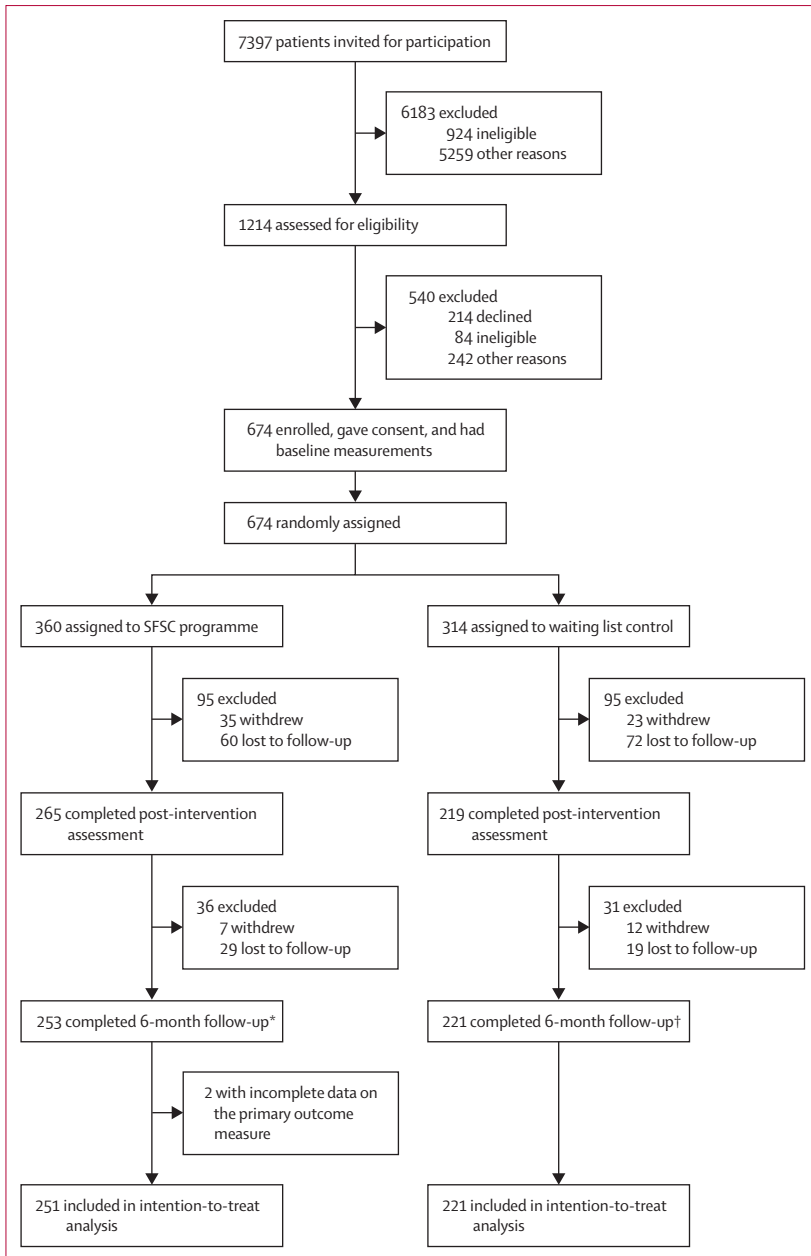 7397 patients invited for participation
6183 excluded
924 ineligible
5259 other reasons
1214 assessed for eligibility
540 excluded
214 declined
84 ineligible
242 other reasons
674 enrolled, gave consent, and had
baseline measurements
674 randomly assigned
360 assigned to SFSC programme
314 assigned to waiting list control
95 excluded
35 withdrew
60 lost to follow-up
95 excluded
23 withdrew
72 lost to follow-up
265 completed post-intervention
assessment
219 completed post-intervention
assessment
36 excluded
7 withdrew
29 lost to follow-up
31 excluded
12 withdrew
19 lost to follow-up
253 completed 6-month follow-up*
221 completed 6-month follow-up†
2 with incomplete data on
the primary outcome
measure
251 included in intention-to-treat
analysis
221 included in intention-to-treat
analysis